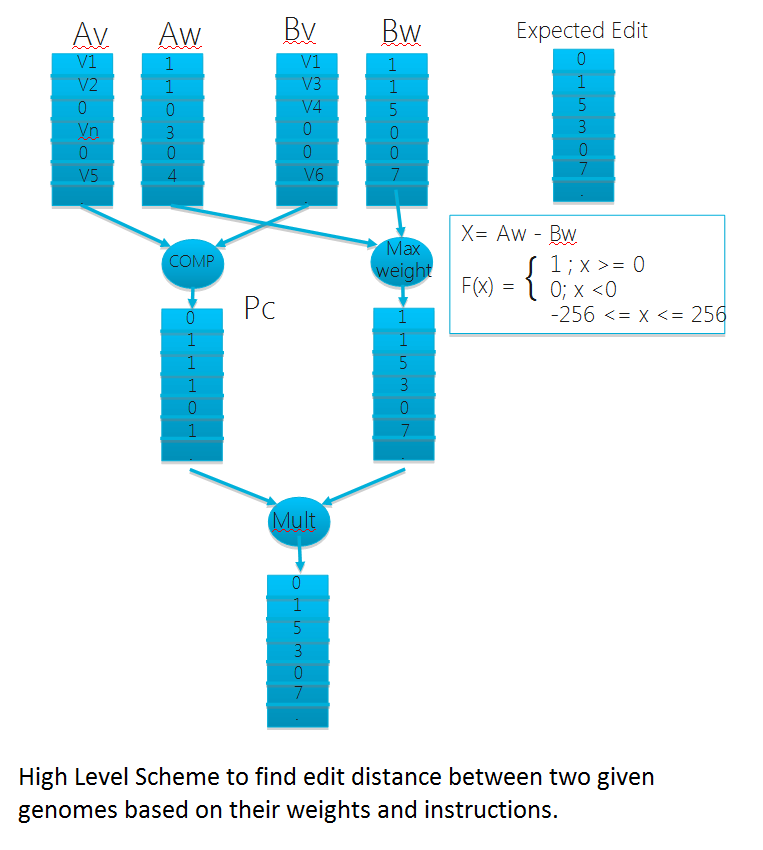 Av Aw Bv Bw Expected Edit
V1 1 V1 1 0
V2 1 V3 1 1
0 0 V4 5 5
Vn 3 0 0 3
0 0 0 0 0
V5 4 V6 7 7
. . . . .
X= Aw - Bw
F(x) = { 1 ; x >= 0
0; x <0
-256 <= x <= 256
COMP
Max
weight
Pc
0 1
1 1
1 5
1 3
0 0
1 7
. .
Mult
0
1
5
3
0
7
.
High Level Scheme to find edit distance between two given
genomes based on their weights and instructions.